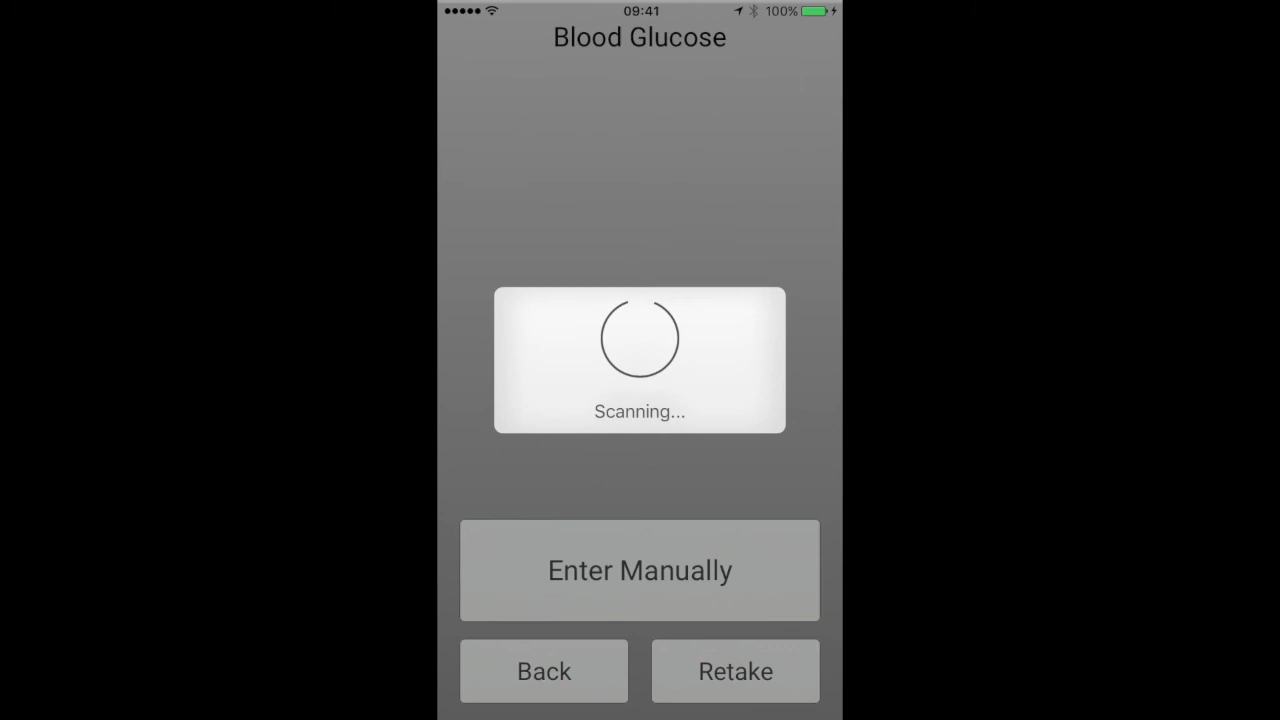 09:41 100%
Blood Glucose
Scanning...
Enter Manually
Back Retake